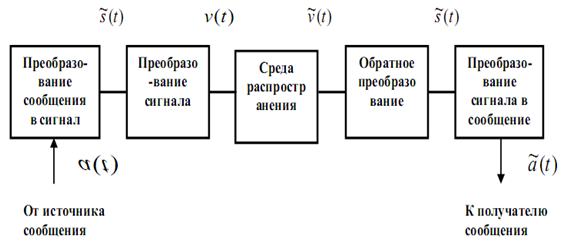 s̃(t) v(t) ṽ(t) s̃(t)
Преобразо-
вание
сообщения
в сигнал
Преобразо
-вание
сигнала
Среда
распростр
анения
Обратное
преобразо
вание
Преобразо-
вание
сигнала в
сообщение
a(t)
ã(t)
От источника
сообщения
К получателю
сообщения